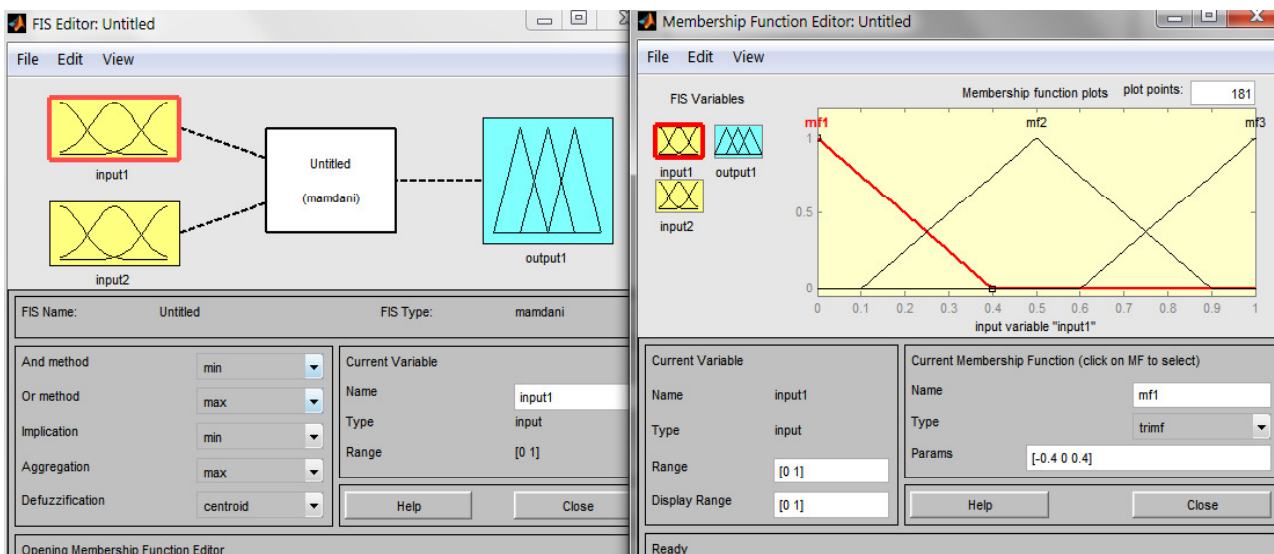 FIS Editor: Untitled
File Edit View
input1
input2
Untitled
(mamdani)
output1
FIS Name: Untitled FIS Type: mamdani
And method min
Or method max
Implication min
Aggregation max
Defuzzification centroid
Current Variable
Name input1
Type input
Range [0 1]
Help Close
Opening Membership Function Editor
Membership Function Editor: Untitled
File Edit View
FIS Variables
input1 output1
input2
Membership function plots plot points: 181
mf1 mf2 mf3
1
0.5
0
0 0.1 0.2 0.3 0.4 0.5 0.6 0.7 0.8 0.9 1
input variable "input1"
Current Variable
Name input1
Type input
Range [0 1]
Display Range [0 1]
Current Membership Function (click on MF to select)
Name mf1
Type trimf
Params [-0.4 0 0.4]
Help Close
Ready